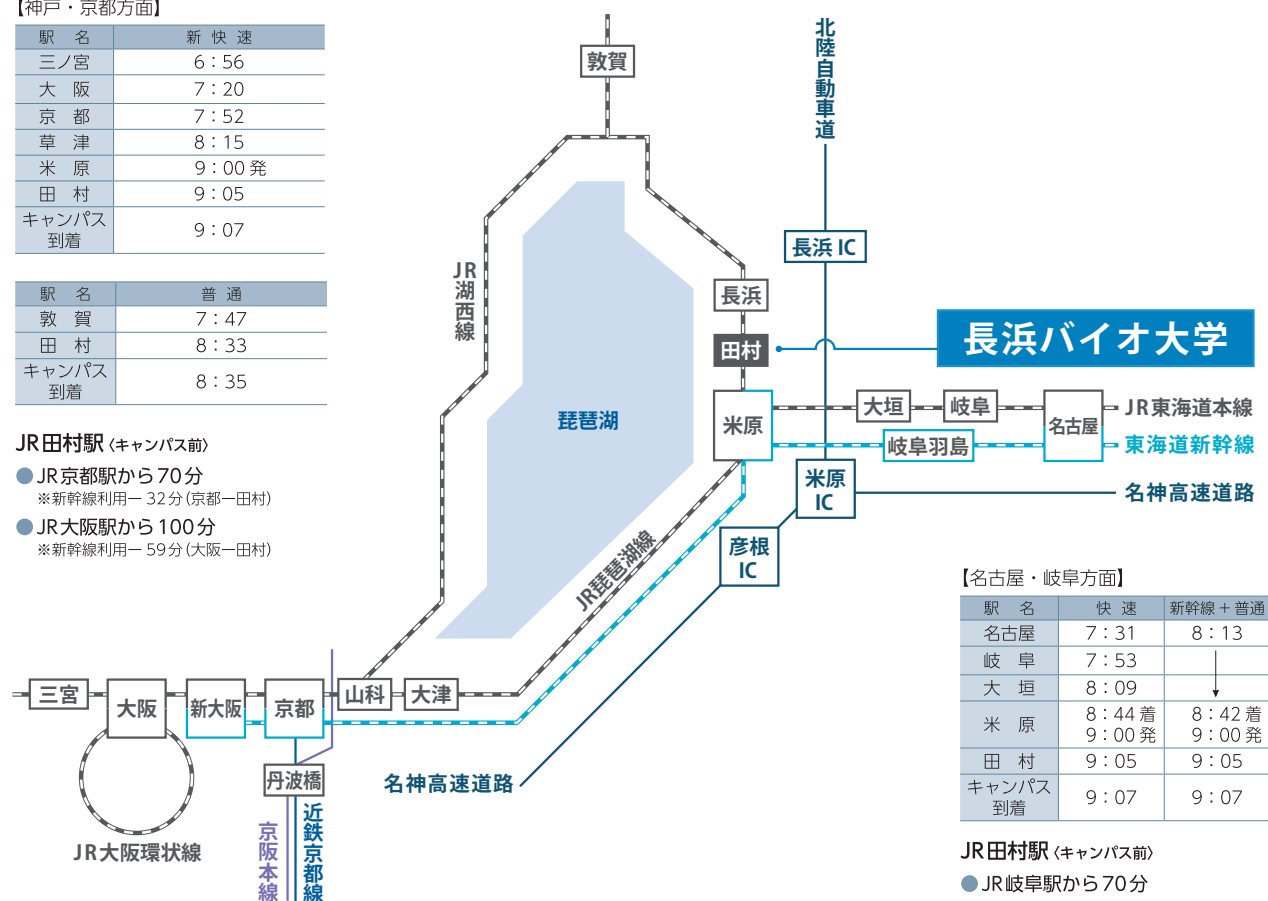 【神戸・京都方面】
駅 名 新 快 速
三ノ宮 6：56
大 阪 7：20
京 都 7：52
草 津 8：15
米 原 9：00 発
田 村 9：05
キャンパス
到着 9：07
駅 名 普 通
敦 賀 7：47
田 村 8：33
キャンパス
到着 8：35
JR田村駅〈キャンパス前〉
●JR京都駅から70分
※新幹線利用ー32分(京都ー田村)
●JR大阪駅から100分
※新幹線利用ー59分(大阪ー田村)
敦賀
北陸自動車道
長浜 IC
JR湖西線
長浜
田村
長浜バイオ大学
琵琶湖
米原
大垣
岐阜
名古屋
JR東海道本線
岐阜羽島
東海道新幹線
米原
IC
名神高速道路
彦根
IC
JR琵琶湖線
三宮
大阪
新大阪
京都
山科
大津
丹波橋
名神高速道路
JR大阪環状線
京阪本線
近鉄京都線
【名古屋・岐阜方面】
駅 名 快 速 新幹線＋普通
名古屋 7：31 8：13
岐 阜 7：53
大 垣 8：09
米 原 8：44 着 8：42 着
9：00 発 9：00 発
田 村 9：05 9：05
キャンパス
到着 9：07 9：07
JR田村駅〈キャンパス前〉
●JR岐阜駅から70分